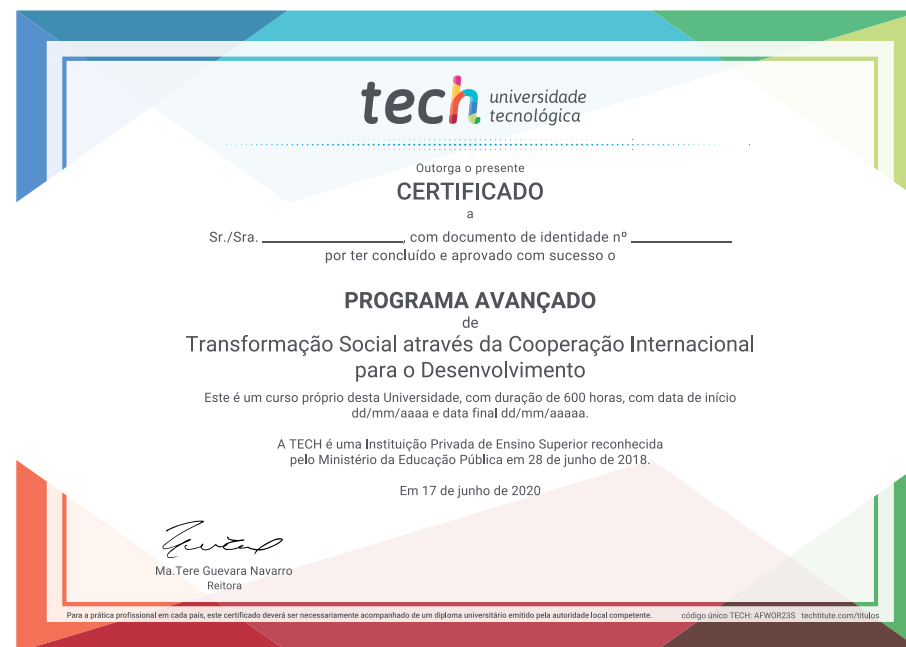 tech universidade
tecnológica
Outorga o presente
CERTIFICADO
a
Sr./Sra. ____________________, com documento de identidade nº ______________
por ter concluído e aprovado com sucesso o
PROGRAMA AVANÇADO
de
Transformação Social através da Cooperação Internacional
para o Desenvolvimento
Este é um curso próprio desta Universidade, com duração de 600 horas, com data de início
dd/mm/aaaa e data final dd/mm/aaaaa.
A TECH é uma Instituição Privada de Ensino Superior reconhecida
pelo Ministério da Educação Pública em 28 de junho de 2018.
Em 17 de junho de 2020
Ma.Tere Guevara Navarro
Reitora
Para a prática profissional em cada país, este certificado deverá ser necessariamente acompanhado de um diploma universitário emitido pela autoridade local competente. código único TECH: AFWOR23S techtitute.com/titulos